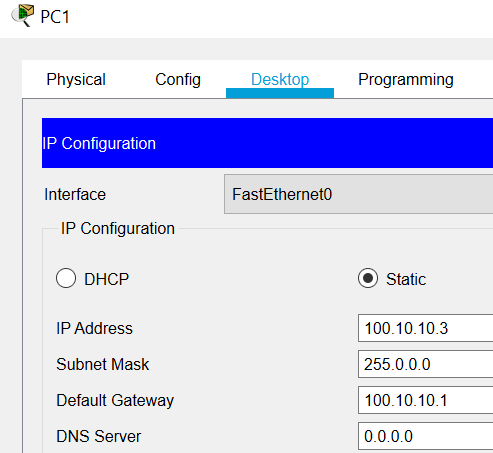 PC1
Physical Config Desktop Programming
IP Configuration
Interface FastEthernet0
IP Configuration
DHCP Static
IP Address 100.10.10.3
Subnet Mask 255.0.0.0
Default Gateway 100.10.10.1
DNS Server 0.0.0.0